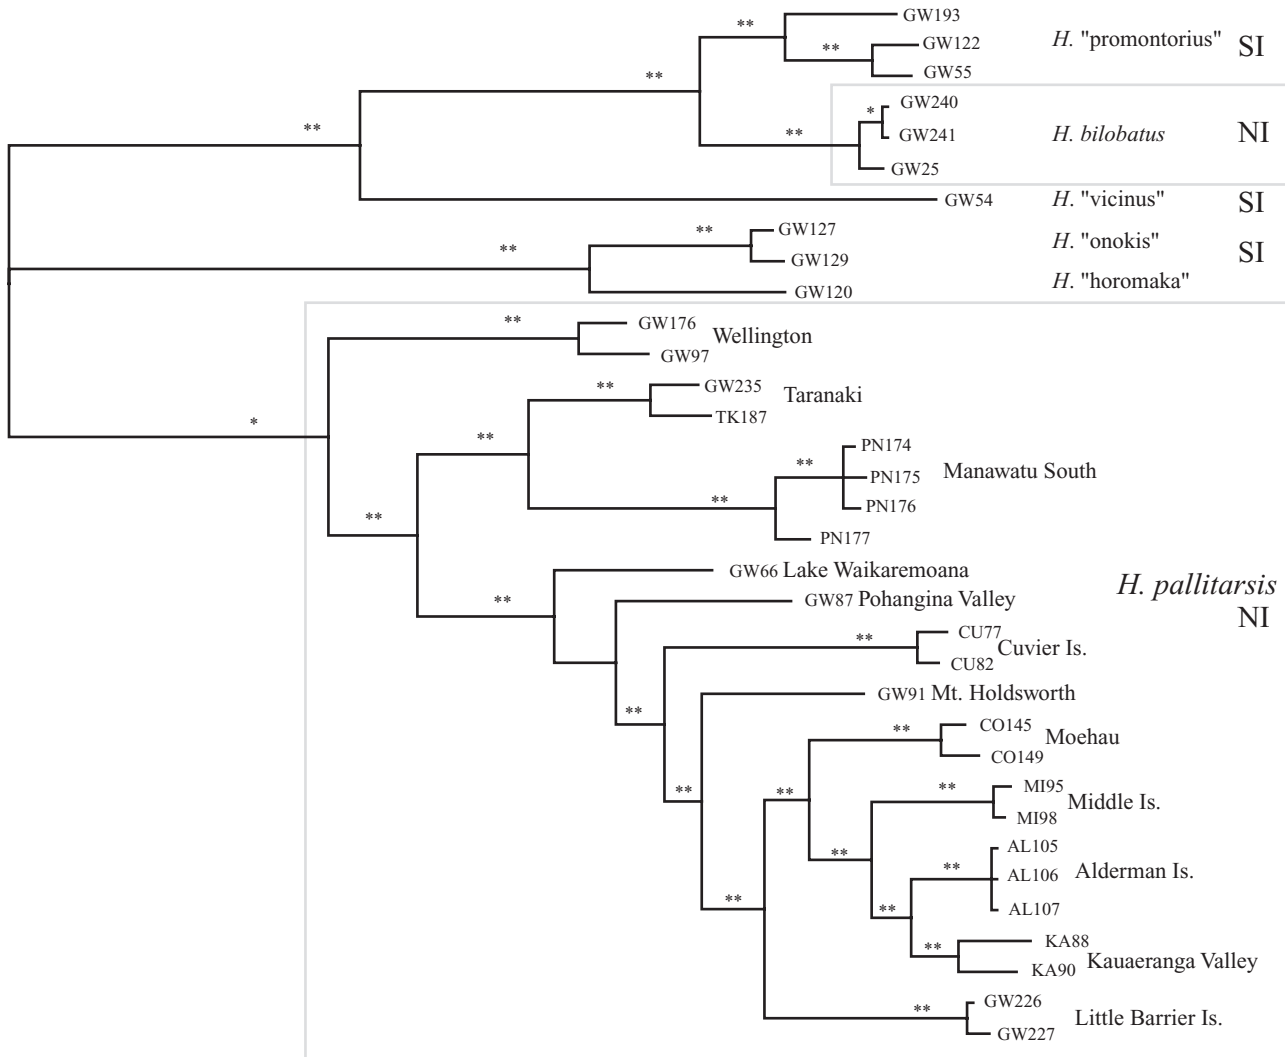 ** GW193
** GW122 H. "promontorius" SI
** GW55
* GW240
** ** GW241 H. bilobatus NI
GW25
GW54 H. "vicinus" SI
** ** GW127 H. "onokis" SI
GW129
GW120 H. "horomaka"
** GW176 Wellington
GW97
** GW235 Taranaki
TK187
* ** ** PN174
PN175 Manawatu South
** PN176
** PN177
GW66 Lake Waikaremoana
** GW87 Pohangina Valley
H. pallitarsis
NI
** CU77 Cuvier Is.
CU82
** GW91 Mt. Holdsworth
** CO145 Moehau
CO149
** ** ** MI95 Middle Is.
MI98
** AL105
** AL106 Alderman Is.
** ** AL107
** KA88
KA90 Kauaeranga Valley
** GW226 Little Barrier Is.
GW227